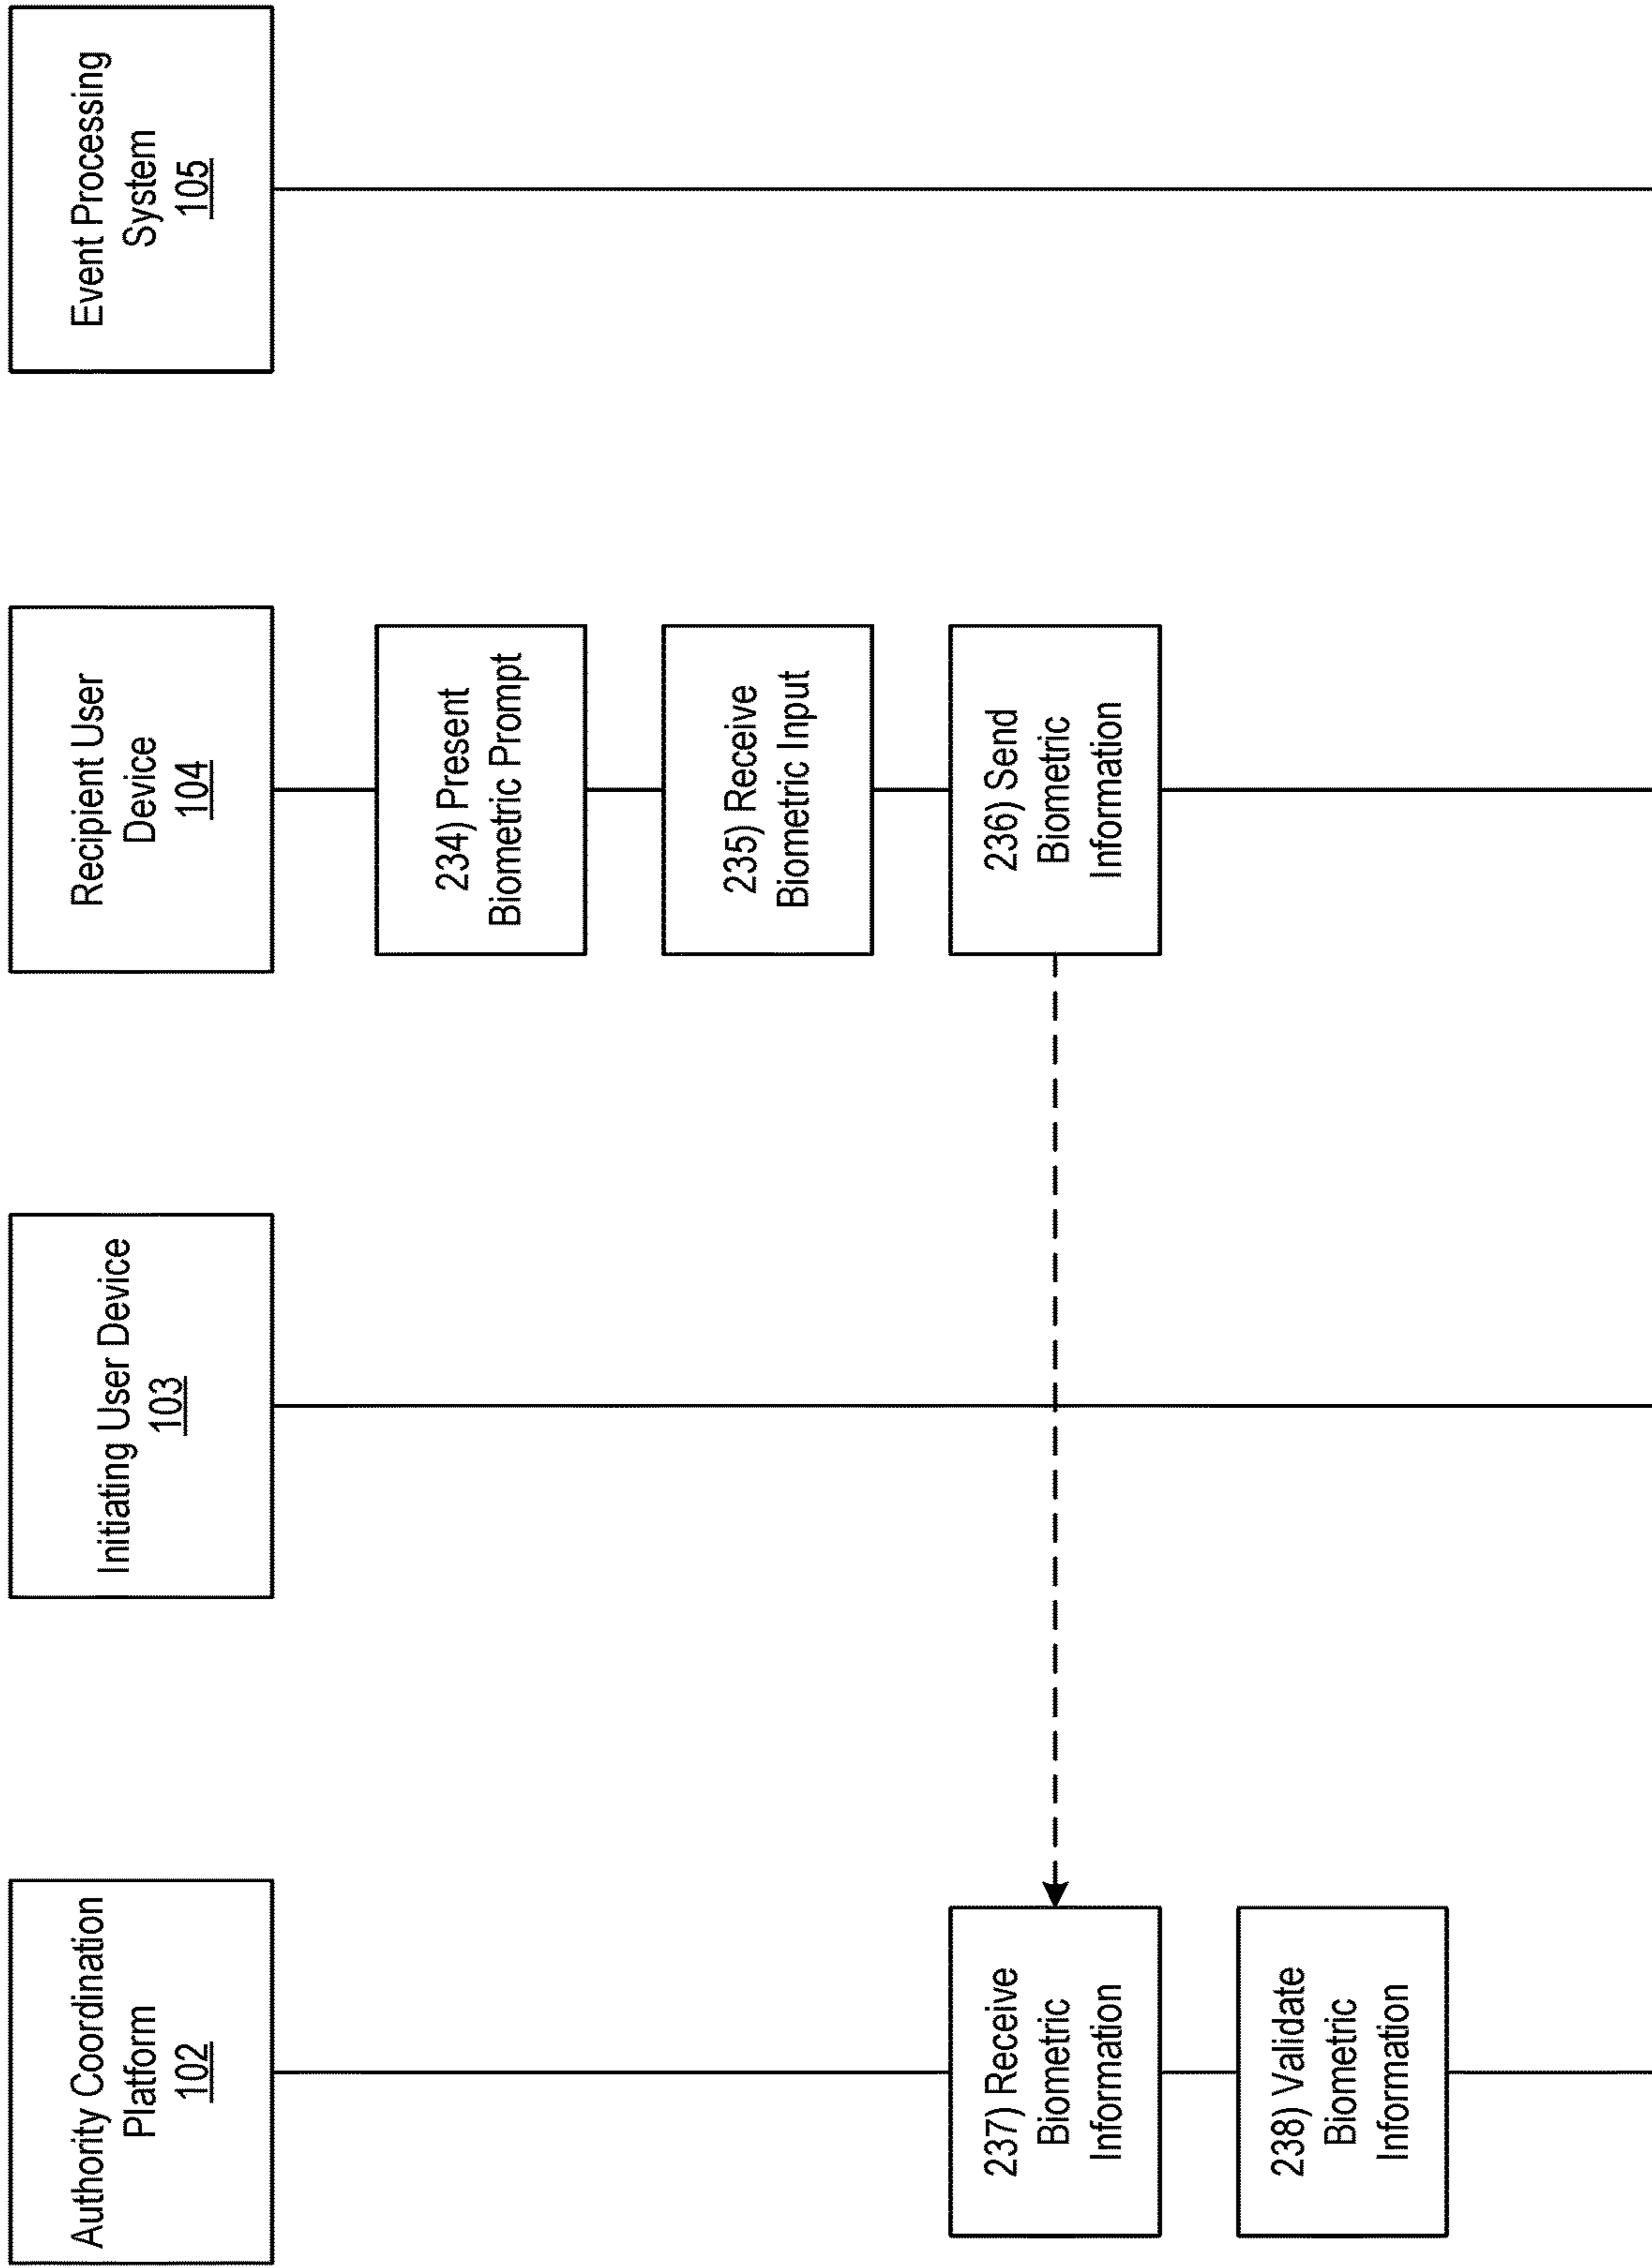 Authority Coordination
Platform
102
Initiating User Device
103
Recipient User
Device
104
Event Processing
System
105
234) Present
Biometric Prompt
235) Receive
Biometric Input
236) Send
Biometric
Information
237) Receive
Biometric
Information
238) Validate
Biometric
Information